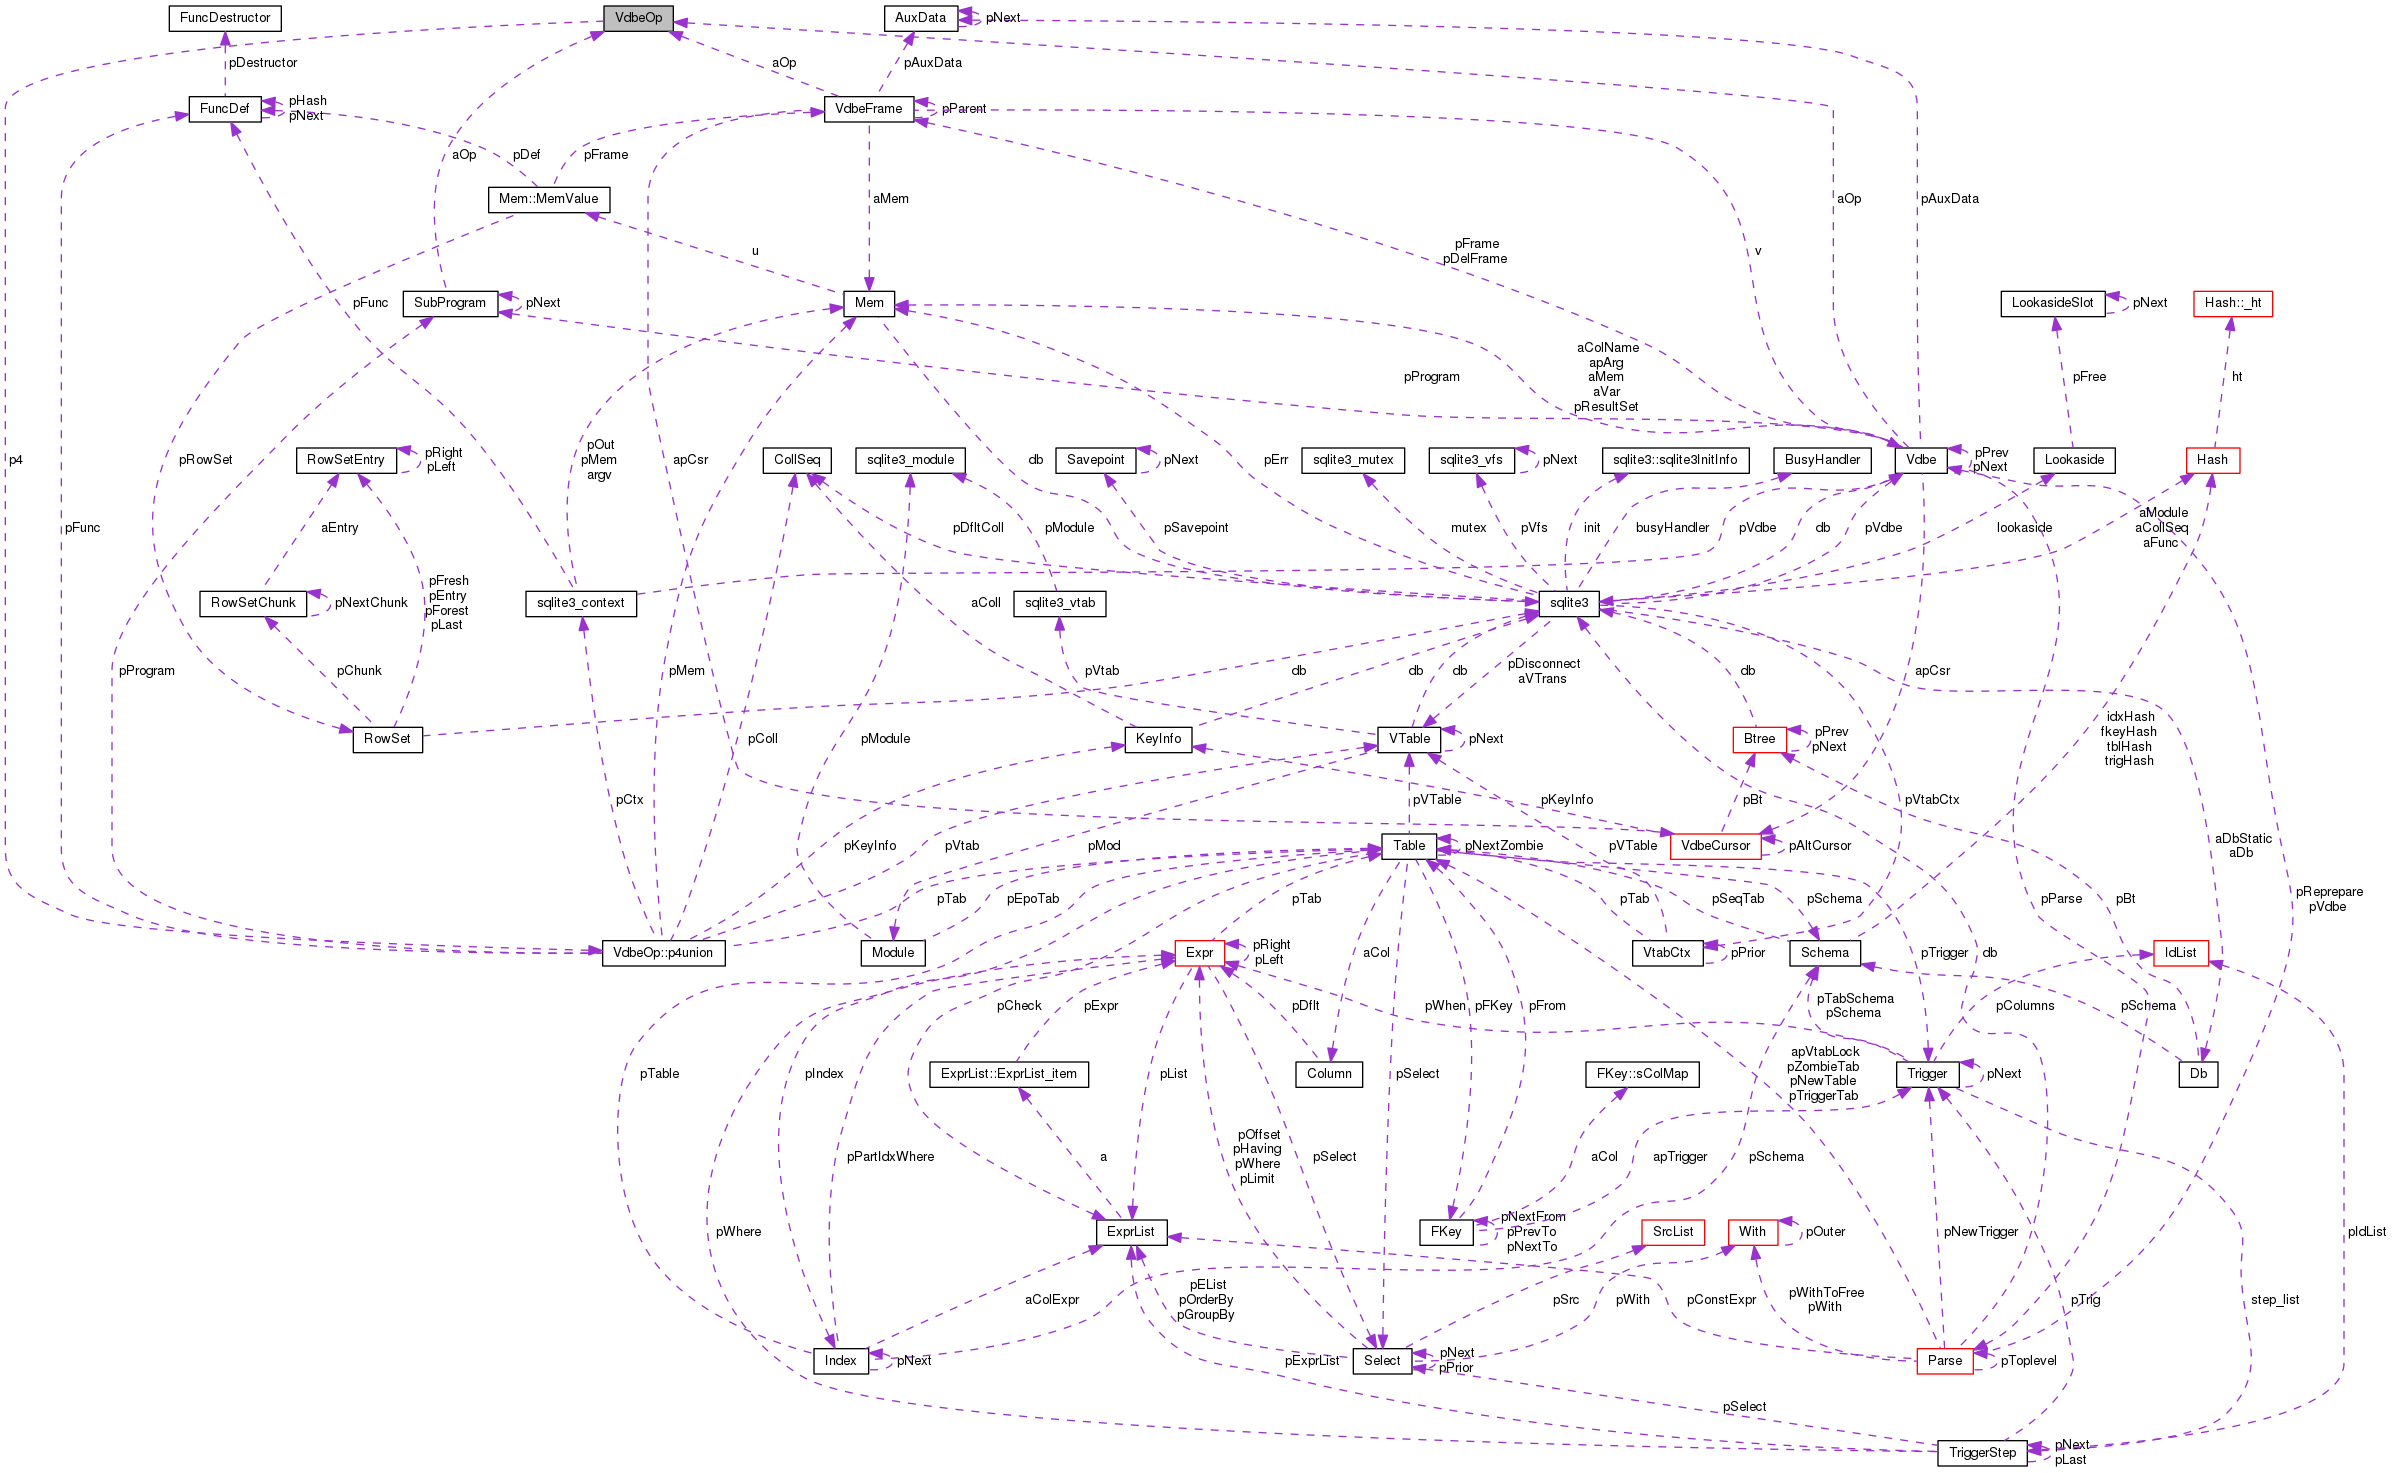 FuncDestructor
VdbeOp
AuxData
pNext
pDestructor
aOp
pAuxData
FuncDef
pHash
pNext
VdbeFrame
pParent
aOp
pDef
pFrame
Mem::MemValue
aMem
aOp
pAuxData
u
pFrame
pDelFrame
v
pFunc
SubProgram
pNext
Mem
LookasideSlot
pNext
Hash::_ht
aColName
apArg
aMem
aVar
pResultSet
pProgram
pFree
ht
p4
pRowSet
RowSetEntry
pRight
pLeft
pOut
pMem
argv
apCsr
CollSeq
sqlite3_module
db
Savepoint
pNext
pErr
sqlite3_mutex
sqlite3_vfs
pNext
sqlite3::sqlite3InitInfo
BusyHandler
Vdbe
pPrev
pNext
Lookaside
Hash
pFunc
aEntry
pDfltColl
pModule
pSavepoint
mutex
pVfs
init
busyHandler
pVdbe
db
pVdbe
lookaside
aModule
aCollSeq
aFunc
RowSetChunk
pNextChunk
pFresh
pEntry
pForest
pLast
sqlite3_context
aColl
sqlite3_vtab
sqlite3
pProgram
pChunk
pMem
pVtab
db
db
db
pDisconnect
aVTrans
db
apCsr
RowSet
pColl
pModule
KeyInfo
VTable
pNext
Btree
pPrev
pNext
idxHash
fkeyHash
tblHash
trigHash
pCtx
pVTable
pKeyInfo
pBt
pVtabCtx
pKeyInfo
pVtab
pMod
Table
pNextZombie
pVTable
VdbeCursor
pAltCursor
aDbStatic
aDb
pTab
pEpoTab
pTab
pTab
pSeqTab
pSchema
pParse
pBt
pReprepare
pVdbe
VdbeOp::p4union
Module
Expr
pRight
pLeft
aCol
VtabCtx
pPrior
Schema
pTrigger
db
IdList
pCheck
pExpr
pDflt
pWhen
pFKey
pFrom
pTabSchema
pSchema
pColumns
pSchema
pTable
pIndex
ExprList::ExprList_item
pList
Column
pSelect
FKey::sColMap
apVtabLock
pZombieTab
pNewTable
pTriggerTab
Trigger
pNext
Db
pPartIdxWhere
a
pOffset
pHaving
pWhere
pLimit
pSelect
aCol
apTrigger
pSchema
pWhere
ExprList
FKey
pNextFrom
pPrevTo
pNextTo
SrcList
With
pOuter
pNewTrigger
pIdList
aColExpr
pEList
pOrderBy
pGroupBy
pSrc
pWith
pConstExpr
pWithToFree
pWith
pTrig
step_list
Index
pNext
pExprList
Select
pNext
pPrior
Parse
pToplevel
pSelect
TriggerStep
pNext
pLast